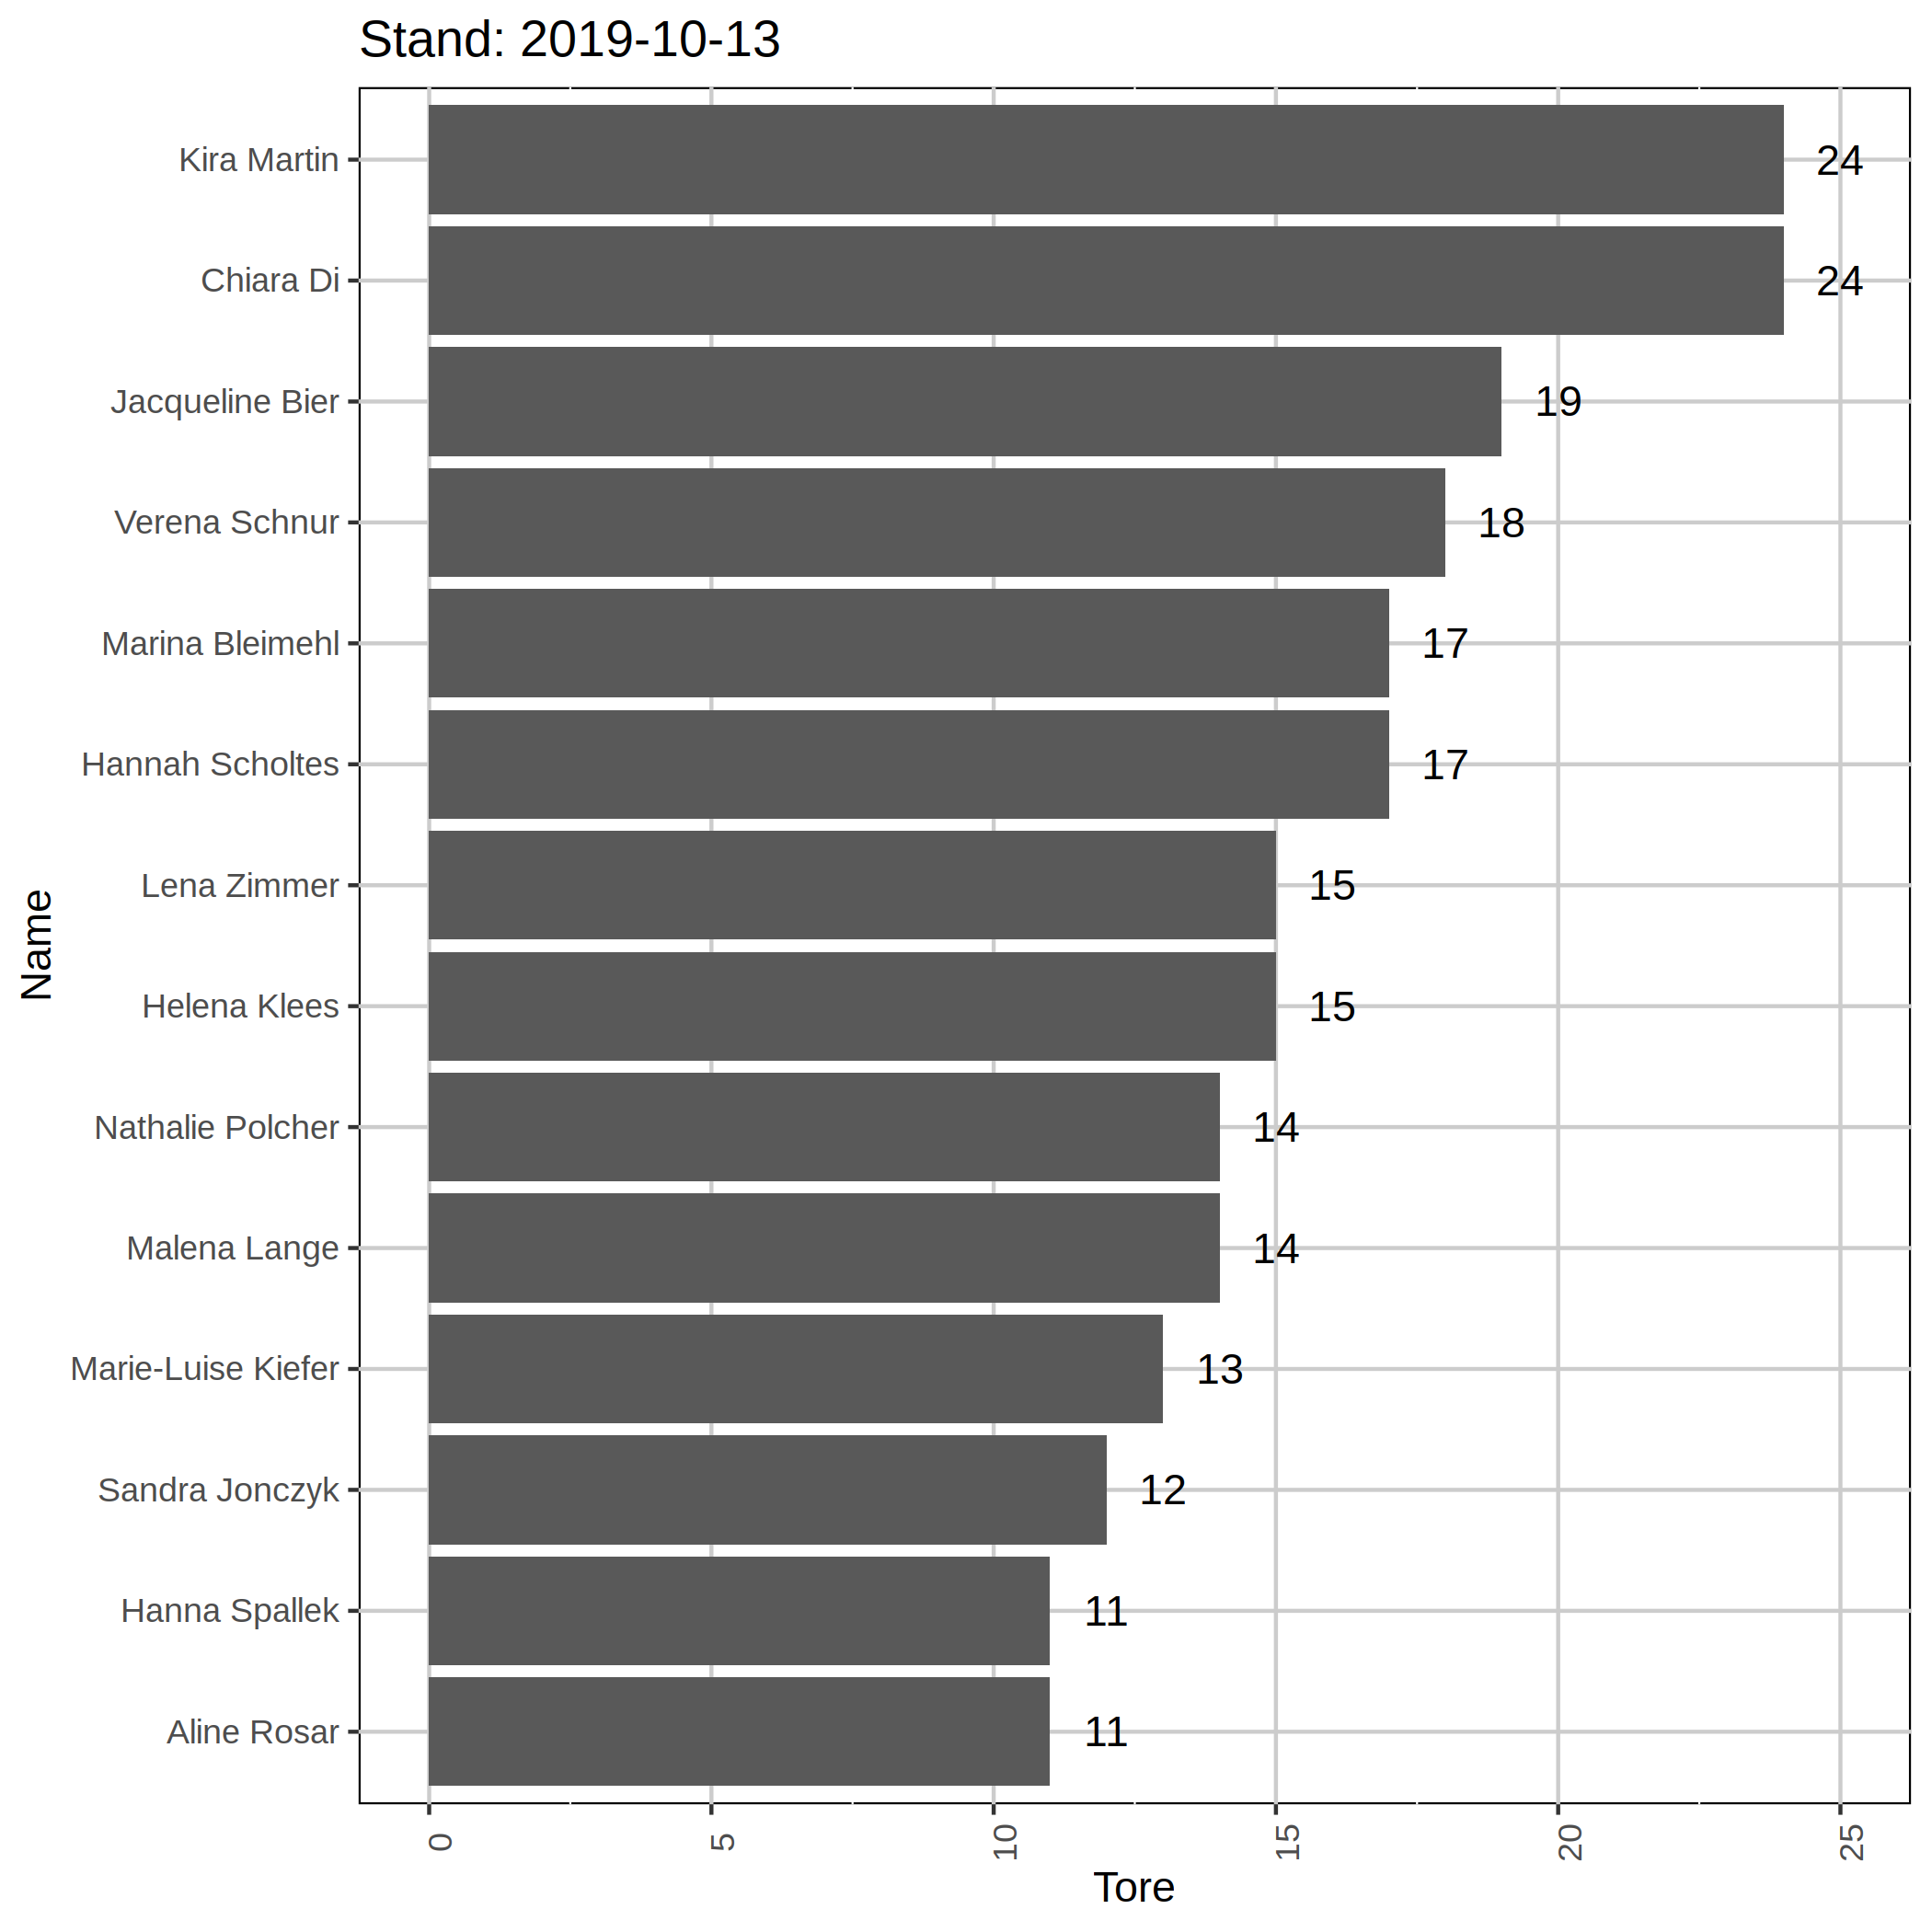 Stand: 2019-10-13
Name
Kira Martin 24
Chiara Di 24
Jacqueline Bier 19
Verena Schnur 18
Marina Bleimehl 17
Hannah Scholtes 17
Lena Zimmer 15
Helena Klees 15
Nathalie Polcher 14
Malena Lange 14
Marie-Luise Kiefer 13
Sandra Jonczyk 12
Hanna Spallek 11
Aline Rosar 11
0 5 10 15 20 25
Tore